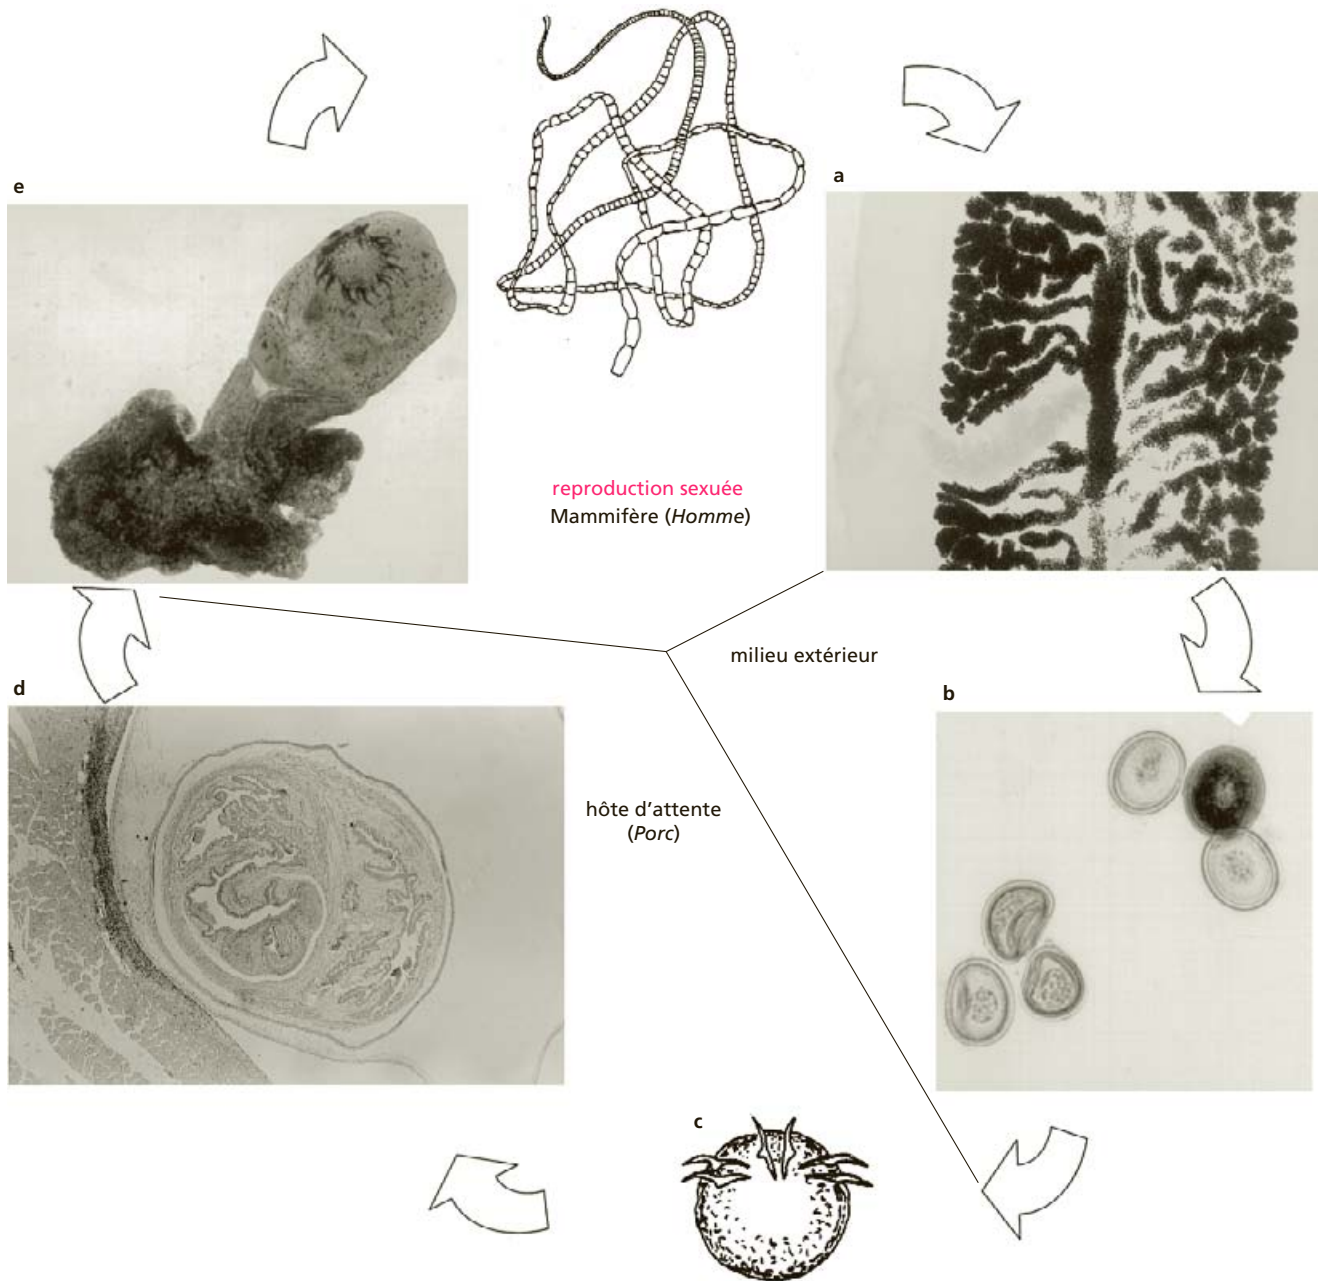 e
a
reproduction sexuée
Mammifère (Homme)
milieu extérieur
d
b
hôte d'attente
(Porc)
c